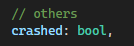 // others
crashed: bool,